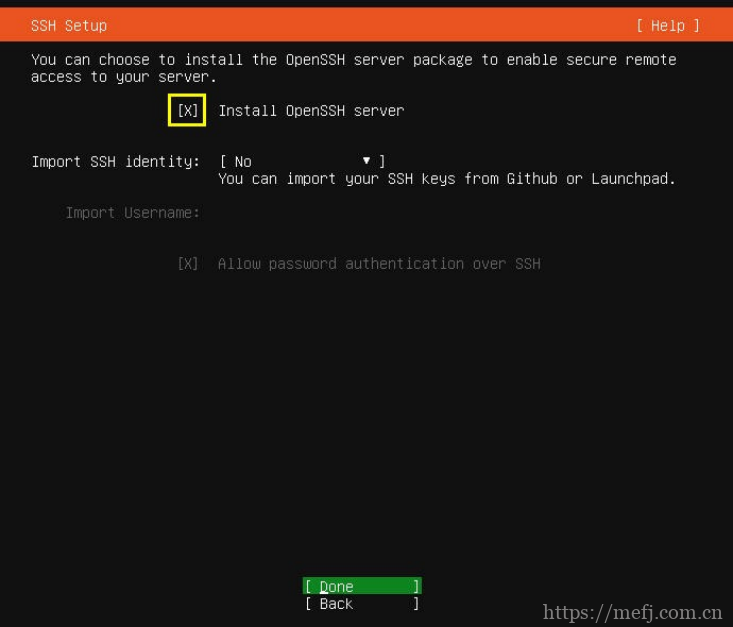 SSH Setup [ Help ]
You can choose to install the OpenSSH server package to enable secure remote
access to your server.
[X] Install OpenSSH server
Import SSH identity: [ No ▼ ]
You can import your SSH keys from Github or Launchpad.
Import Username:
[X] Allow password authentication over SSH
[ Done ]
[ Back ]
https://mefj.com.cn